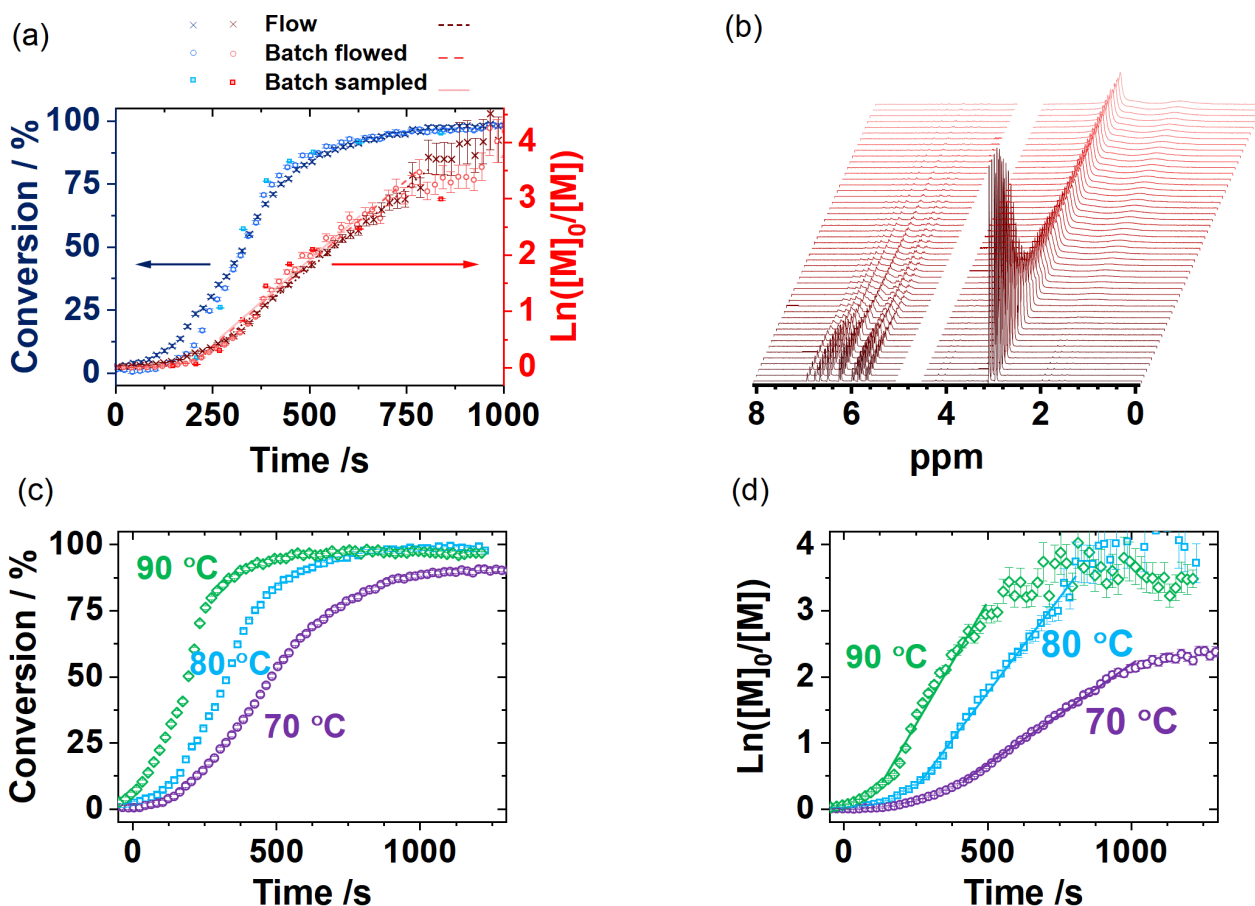 (a)
Flow
Batch flowed
Batch sampled
Conversion / %
100
75
50
25
0
4
3
2
1
0
Ln([M]₀/[M])
0 250 500 750 1000
Time /s
(b)
8 6 4 2 0
ppm
(c)
Conversion / %
100
75
50
25
0
90 °C
80 °C
70 °C
0 500 1000
Time /s
(d)
Ln([M]₀/[M])
4
3
2
1
0
90 °C
80 °C
70 °C
0 500 1000
Time /s